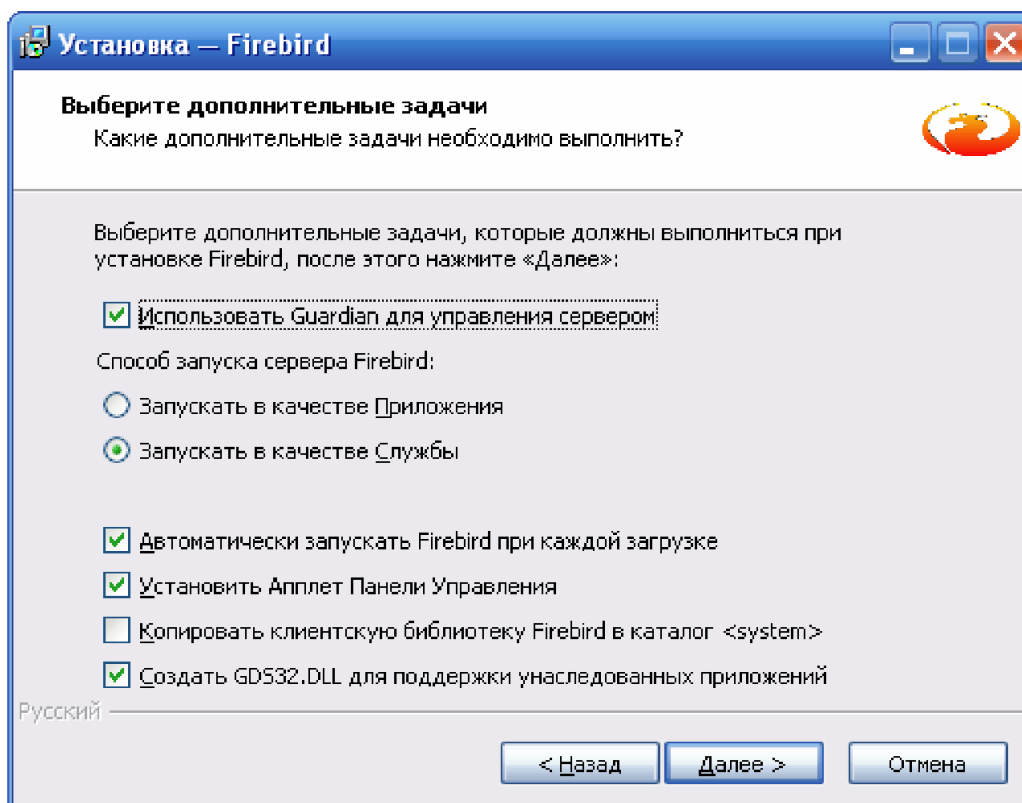 Установка — Firebird
Выберите дополнительные задачи
Какие дополнительные задачи необходимо выполнить?
Выберите дополнительные задачи, которые должны выполниться при
установке Firebird, после этого нажмите «Далее»:
Использовать Guardian для управления сервером
Способ запуска сервера Firebird:
Запускать в качестве Приложения
Запускать в качестве Службы
Автоматически запускать Firebird при каждой загрузке
Установить Апплет Панели Управления
Копировать клиентскую библиотеку Firebird в каталог <system>
Создать GDS32.DLL для поддержки унаследованных приложений
Русский
< Назад
Далее >
Отмена